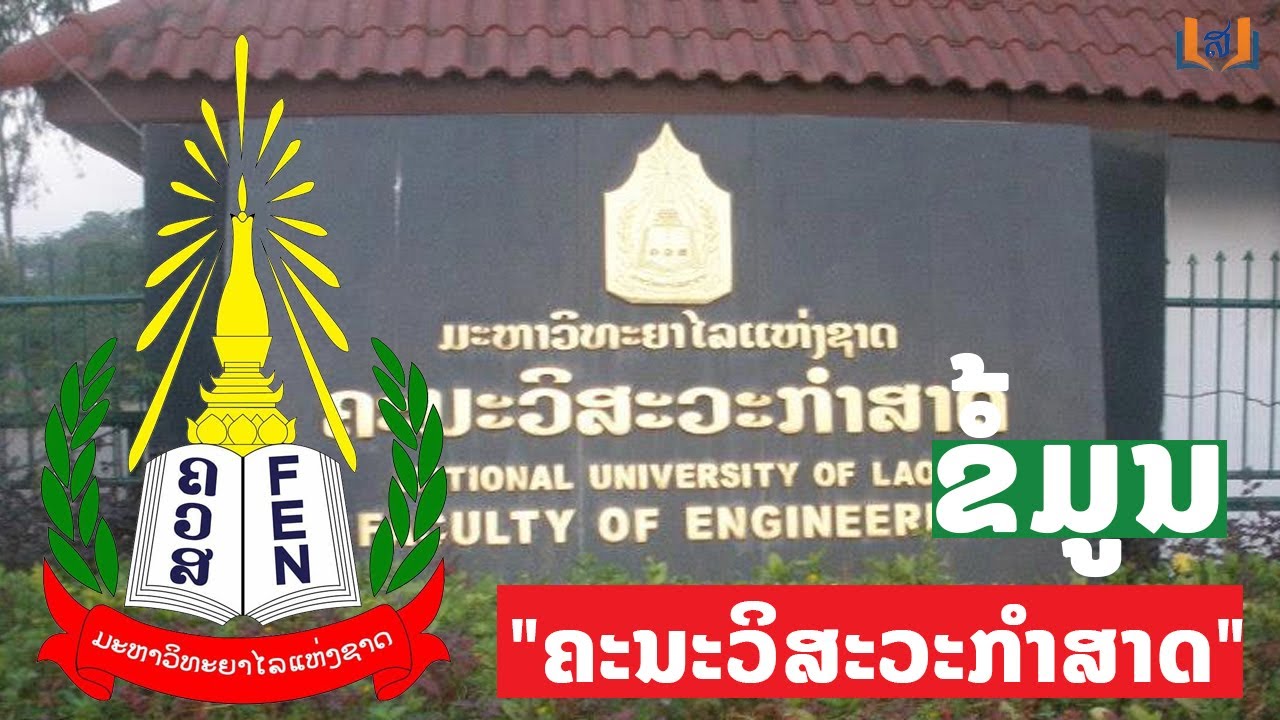 ສ
ມະຫາວິທະຍາໄລແຫ່ງຊາດ
ຄະນະວິສະວະກຳສາດ
TIONAL UNIVERSITY OF LAO
FACULTY OF ENGINEER
ຄ
ວ
ສ
F
E
N
ມະຫາວິທະຍາໄລແຫ່ງຊາດ
ຂໍ້ມູນ
"ຄະນະວິສະວະກຳສາດ"